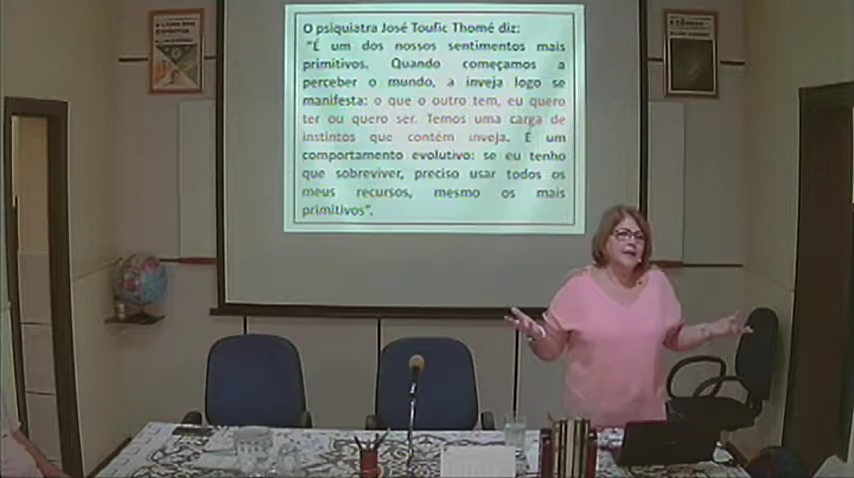 O psiquiatra José Toufic Thomé diz:
"É um dos nossos sentimentos mais
primitivos. Quando começamos a
perceber o mundo, a inveja logo se
manifesta: o que o outro tem, eu quero
ter ou quero ser. Temos uma carga de
instintos que contém inveja. É um
comportamento evolutivo: se eu tenho
que sobreviver, preciso usar todos os
meus recursos, mesmo os mais
primitivos".